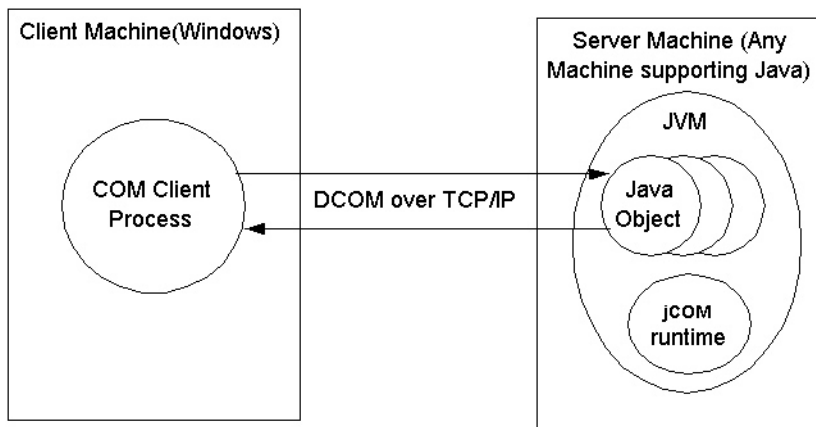 Client Machine(Windows)
COM Client
Process
DCOM over TCP/IP
Server Machine (Any
Machine supporting Java)
JVM
Java
Object
jCOM
runtime